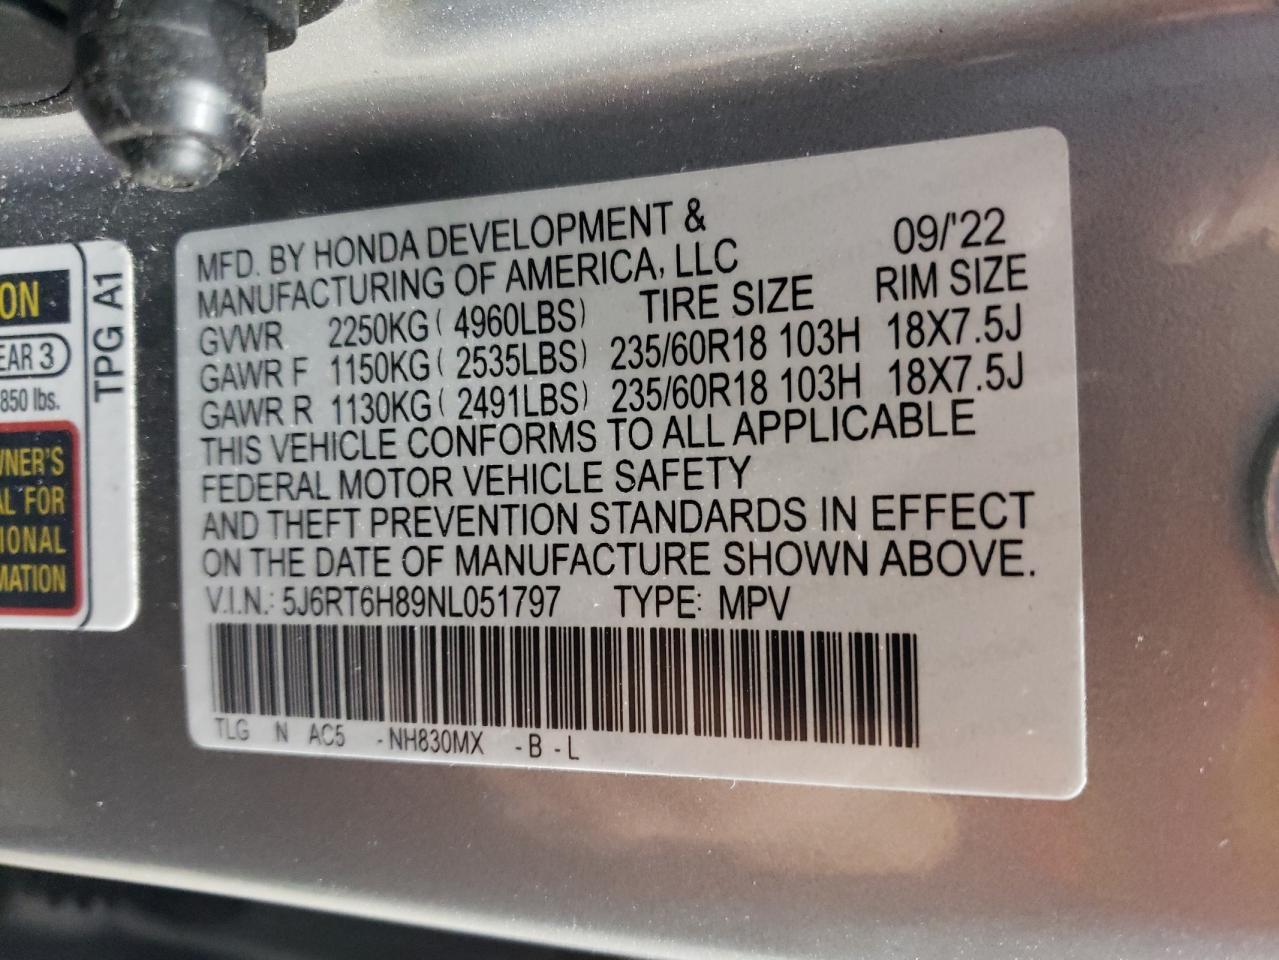 MFD. BY HONDA DEVELOPMENT & 09/'22
MANUFACTURING OF AMERICA, LLC
TIRE SIZE RIM SIZE
GVWR 2250KG ( 4960LBS)
GAWR F 1150KG ( 2535LBS) 235/60R18 103H 18X7.5J
GAWR R 1130KG ( 2491LBS) 235/60R18 103H 18X7.5J
THIS VEHICLE CONFORMS TO ALL APPLICABLE
FEDERAL MOTOR VEHICLE SAFETY
AND THEFT PREVENTION STANDARDS IN EFFECT
ON THE DATE OF MANUFACTURE SHOWN ABOVE.
V.I.N.: 5J6RT6H89NL051797 TYPE: MPV
TLG N AC5 -NH830MX -B -L
ON
EAR 3
850 lbs.
WNER'S
AL FOR
IONAL
MATION
TPG A1